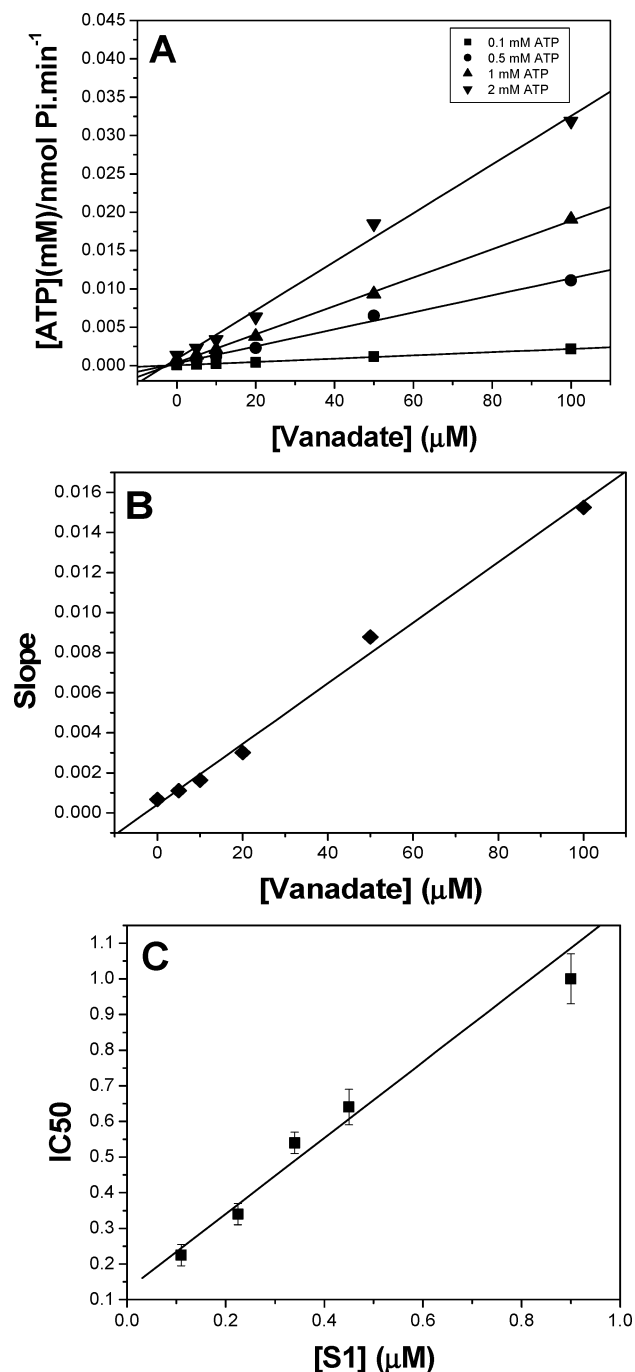 A
0.1 mM ATP
0.5 mM ATP
1 mM ATP
2 mM ATP
[ATP](mM)/nmol Pi.min⁻¹
0.045
0.040
0.035
0.030
0.025
0.020
0.015
0.010
0.005
0.000
0 20 40 60 80 100
[Vanadate] (μM)
B
Slope
0.016
0.014
0.012
0.010
0.008
0.006
0.004
0.002
0.000
0 20 40 60 80 100
[Vanadate] (μM)
C
IC50
1.1
1.0
0.9
0.8
0.7
0.6
0.5
0.4
0.3
0.2
0.1
0.0 0.2 0.4 0.6 0.8 1.0
[S1] (μM)